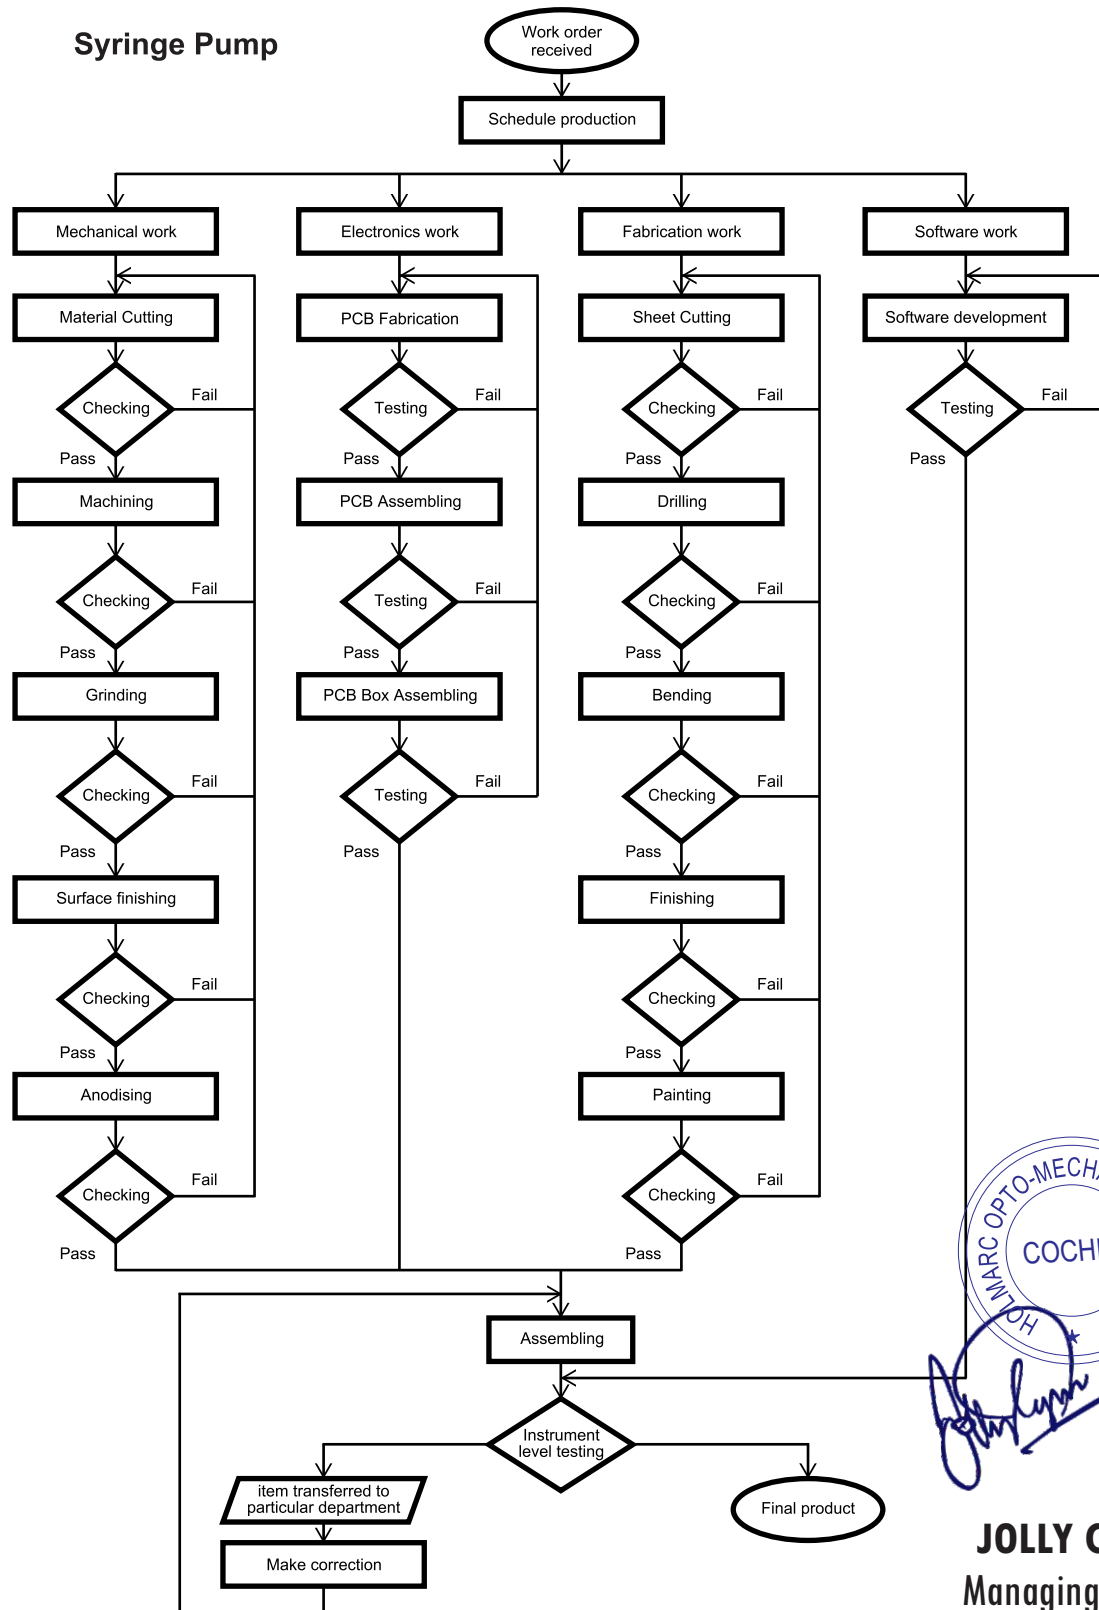 Syringe Pump
Work order
received
Schedule production
Mechanical work
Electronics work
Fabrication work
Software work
Material Cutting
PCB Fabrication
Sheet Cutting
Software development
Checking
Fail
Testing
Fail
Checking
Fail
Testing
Fail
Pass
Pass
Pass
Pass
Machining
PCB Assembling
Drilling
Checking
Fail
Testing
Fail
Checking
Fail
Pass
Pass
Pass
Grinding
PCB Box Assembling
Bending
Checking
Fail
Testing
Fail
Checking
Fail
Pass
Pass
Pass
Surface finishing
Finishing
Checking
Fail
Checking
Fail
Pass
Pass
Anodising
Painting
Checking
Fail
Checking
Fail
Pass
Pass
HOLMARC OPTO-MECHA
COCHI
Assembling
Instrument
level testing
item transferred to
particular department
Final product
Make correction
JOLLY C
Managing